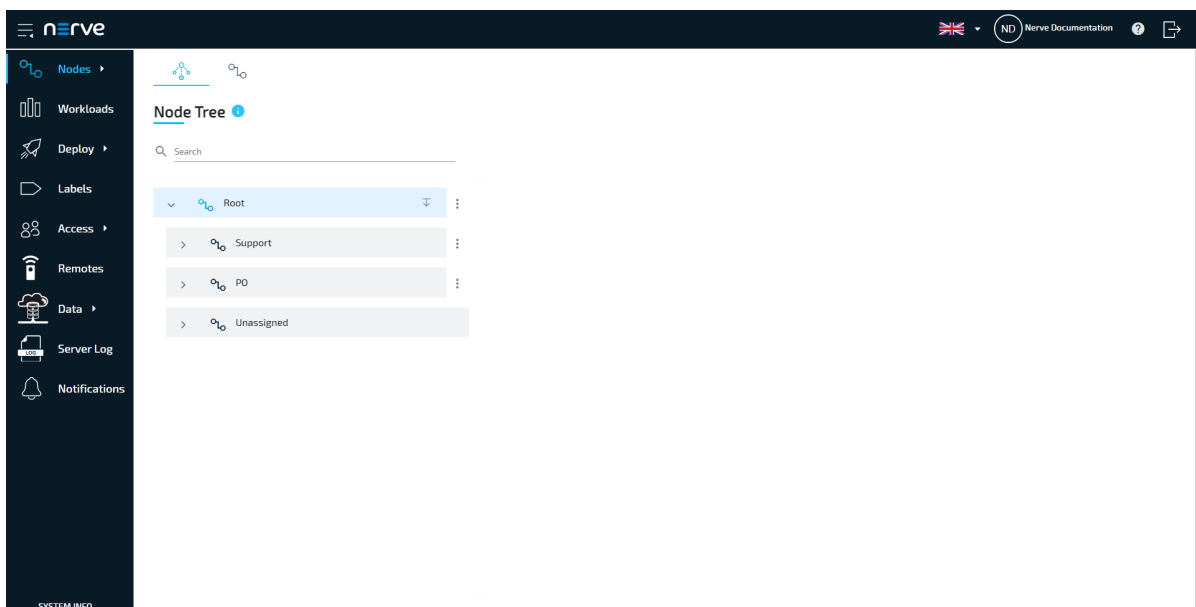 nerve
ND Nerve Documentation ?
Nodes
Node Tree i
Workloads
Search
Deploy
Labels
Root
Access
Support
Remotes
PO
Data
Unassigned
LOG Server Log
Notifications
SYSTEM INFO